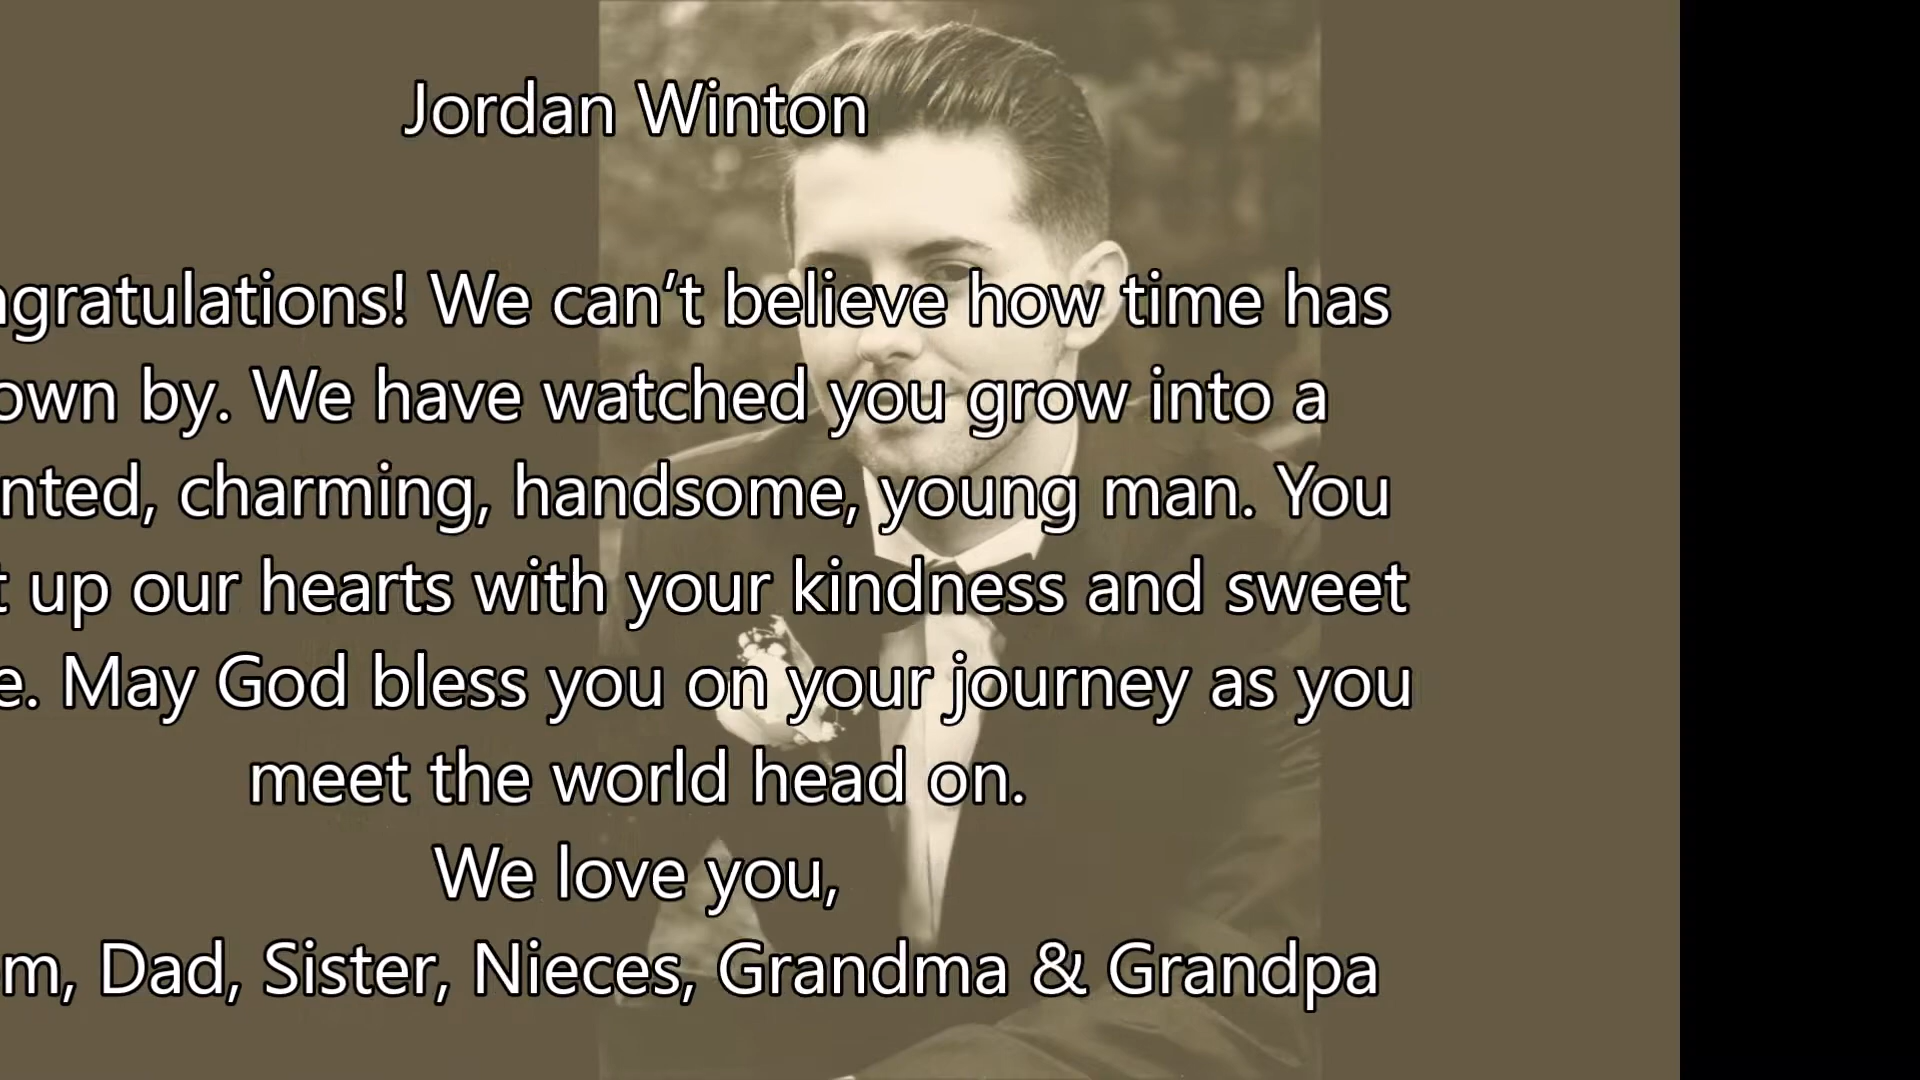 Jordan Winton
ngratulations! We can’t believe how time has
own by. We have watched you grow into a
nted, charming, handsome, young man. You
t up our hearts with your kindness and sweet
e. May God bless you on your journey as you
meet the world head on.
We love you,
m, Dad, Sister, Nieces, Grandma & Grandpa